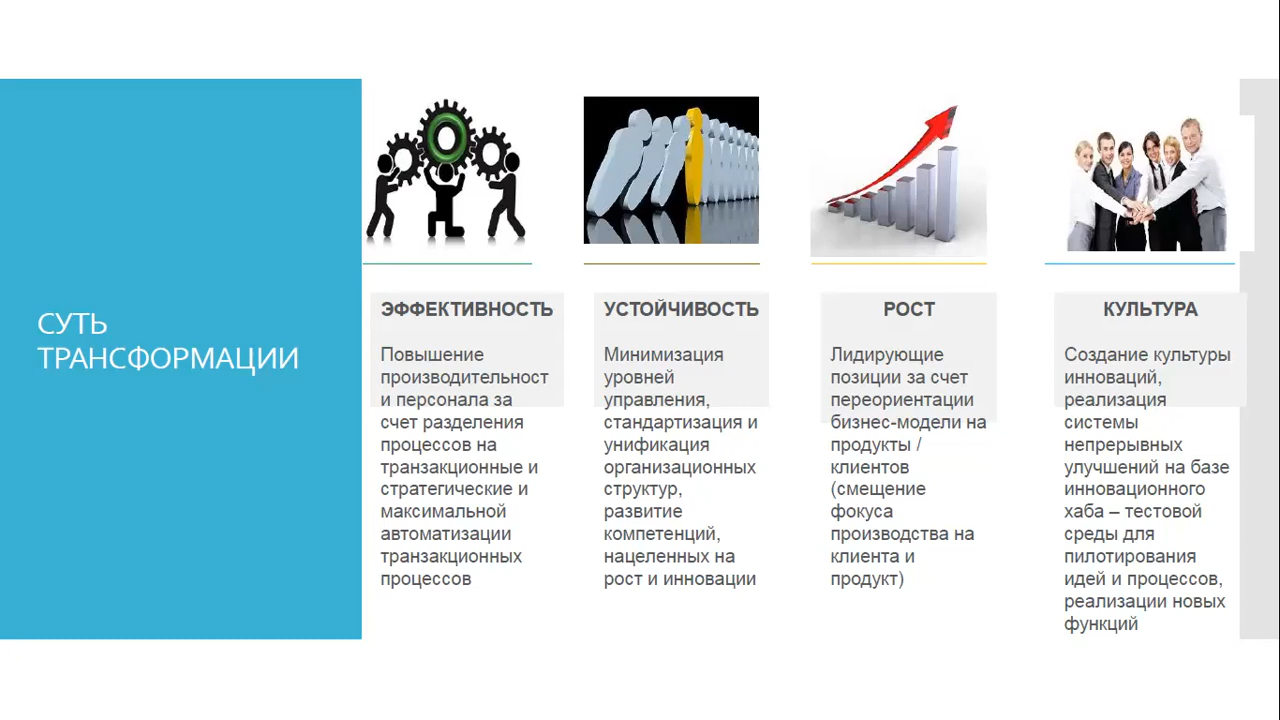 СУТЬ
ТРАНСФОРМАЦИИ
ЭФФЕКТИВНОСТЬ
Повышение
производительност
и персонала за
счет разделения
процессов на
транзакционные и
стратегические и
максимальной
автоматизации
транзакционных
процессов
УСТОЙЧИВОСТЬ
Минимизация
уровней
управления,
стандартизация и
унификация
организационных
структур,
развитие
компетенций,
нацеленных на
рост и инновации
РОСТ
Лидирующие
позиции за счет
переориентации
бизнес-модели на
продукты /
клиентов
(смещение
фокуса
производства на
клиента и
продукт)
КУЛЬТУРА
Создание культуры
инноваций,
реализация
системы
непрерывных
улучшений на базе
инновационного
хаба – тестовой
среды для
пилотирования
идей и процессов,
реализации новых
функций